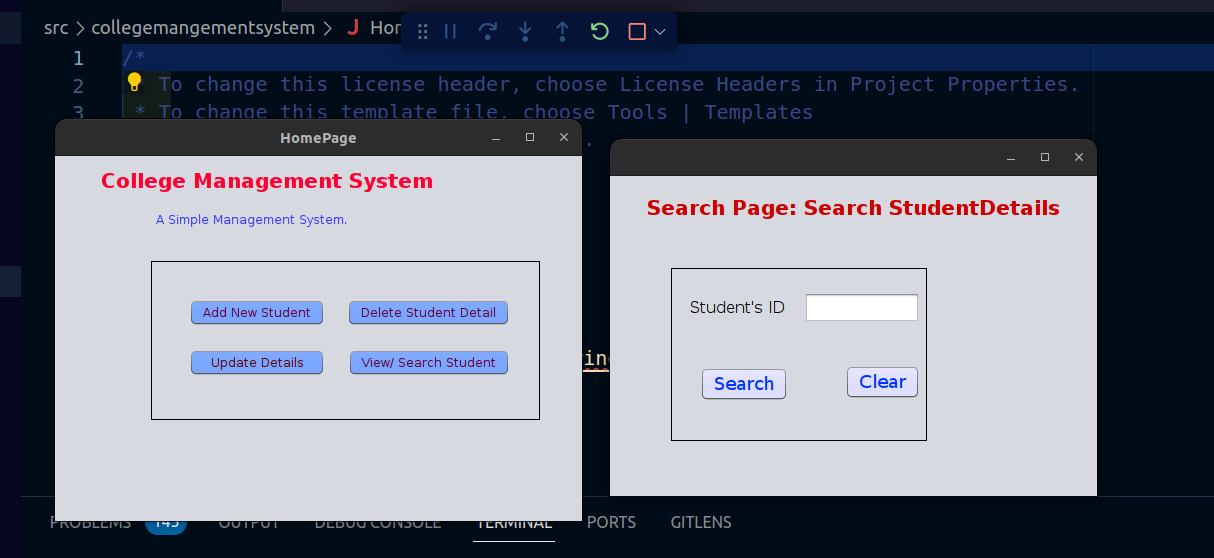 src > collegemangementsystem > J Hor
1 /*
2 * To change this license header, choose License Headers in Project Properties.
3 * To change this template file, choose Tools | Templates
HomePage
College Management System
A Simple Management System.
Add New Student
Delete Student Detail
Update Details
View/ Search Student
Search Page: Search StudentDetails
Student's ID
Search
Clear
PROBLEMS 145 OUTPUT DEBUG CONSOLE TERMINAL PORTS GITLENS